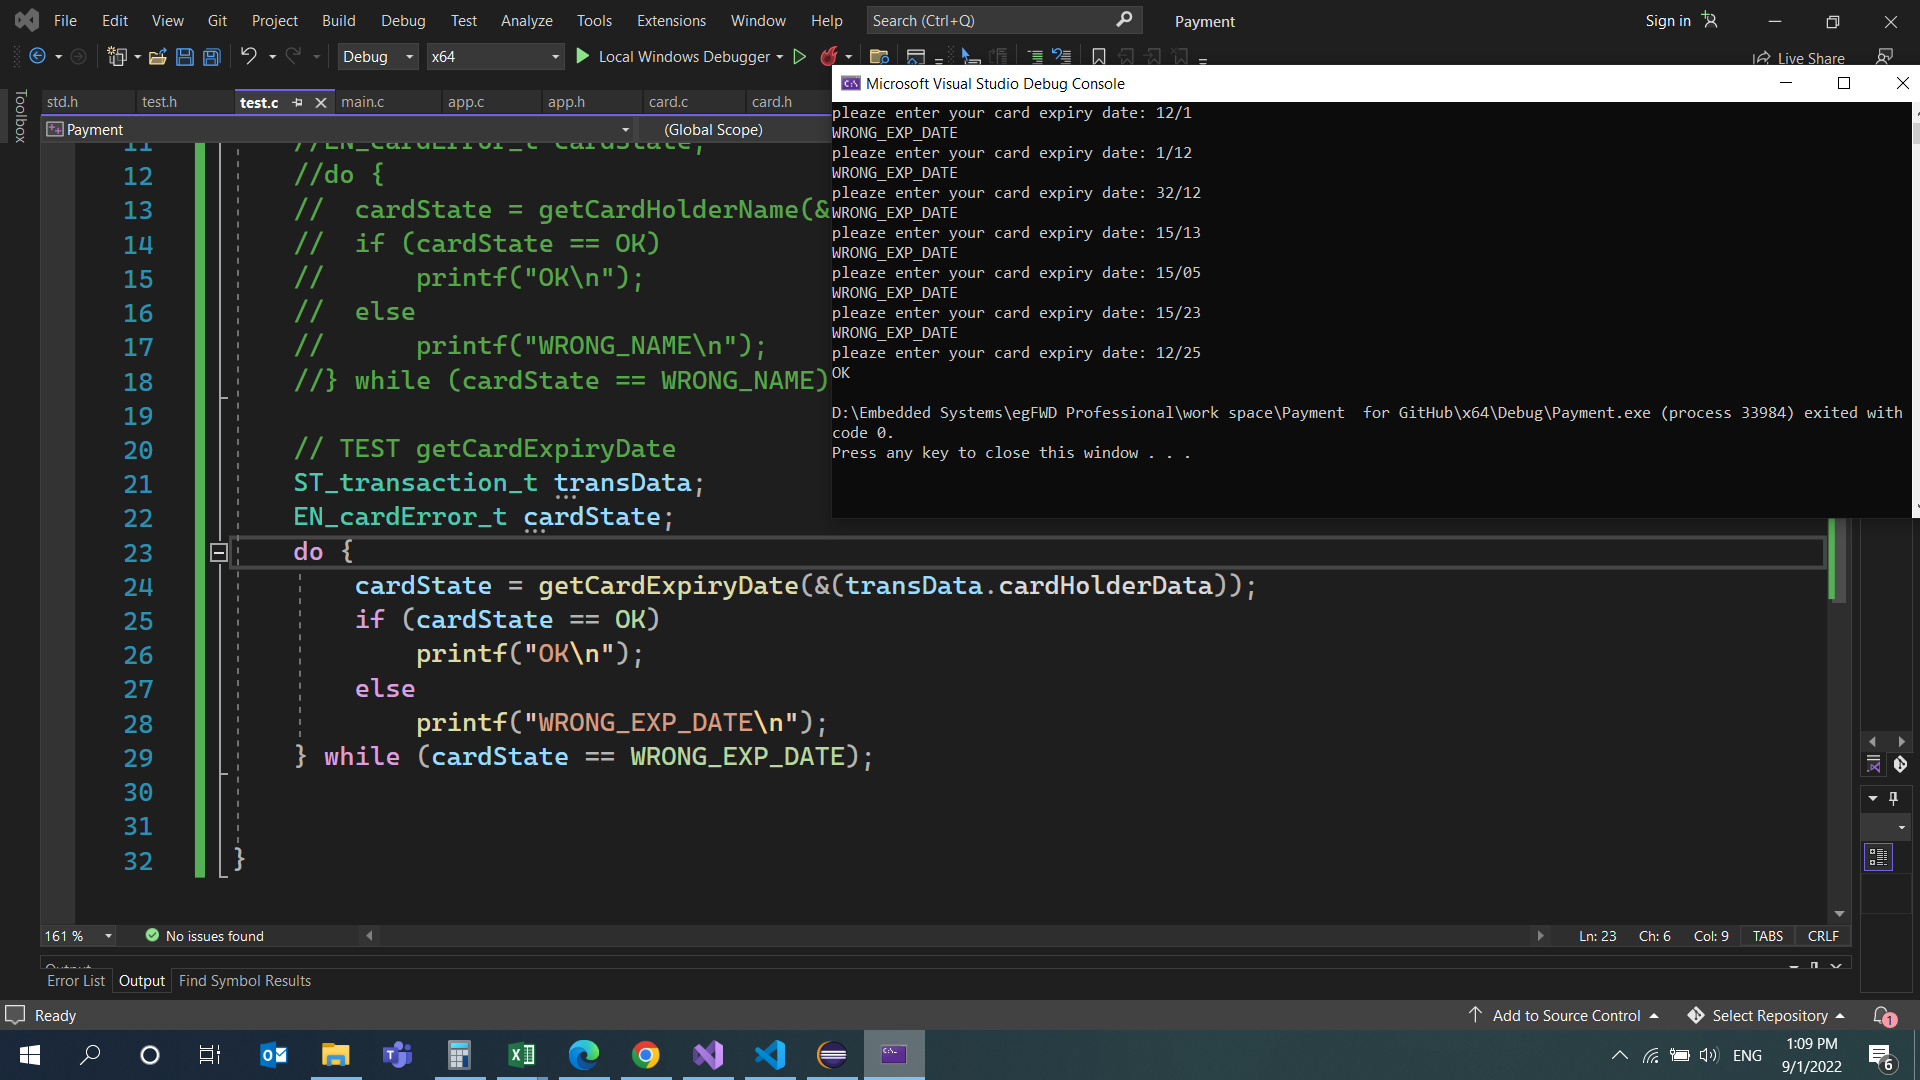 File Edit View Git Project Build Debug Test Analyze Tools Extensions Window Help Search (Ctrl+Q) Payment Sign in
Debug x64 Local Windows Debugger Live Share
Toolbox
std.h test.h test.c main.c app.c app.h card.c card.h
Payment (Global Scope)
11 //EN_cardError_t cardState;
12 //do {
13 // cardState = getCardHolderName(&
14 // if (cardState == OK)
15 // printf("OK\n");
16 // else
17 // printf("WRONG_NAME\n");
18 //} while (cardState == WRONG_NAME)
19
20 // TEST getCardExpiryDate
21 ST_transaction_t transData;
22 EN_cardError_t cardState;
23 do {
24 cardState = getCardExpiryDate(&(transData.cardHolderData));
25 if (cardState == OK)
26 printf("OK\n");
27 else
28 printf("WRONG_EXP_DATE\n");
29 } while (cardState == WRONG_EXP_DATE);
30
31
32 }
Microsoft Visual Studio Debug Console
pleaze enter your card expiry date: 12/1
WRONG_EXP_DATE
pleaze enter your card expiry date: 1/12
WRONG_EXP_DATE
pleaze enter your card expiry date: 32/12
WRONG_EXP_DATE
pleaze enter your card expiry date: 15/13
WRONG_EXP_DATE
pleaze enter your card expiry date: 15/05
WRONG_EXP_DATE
pleaze enter your card expiry date: 15/23
WRONG_EXP_DATE
pleaze enter your card expiry date: 12/25
OK
D:\Embedded Systems\egFWD Professional\work space\Payment  for GitHub\x64\Debug\Payment.exe (process 33984) exited with
code 0.
Press any key to close this window . . .
161 % No issues found Ln: 23 Ch: 6 Col: 9 TABS CRLF
Output
Error List Output Find Symbol Results
Ready Add to Source Control Select Repository 1
ENG 1:09 PM
9/1/2022 6